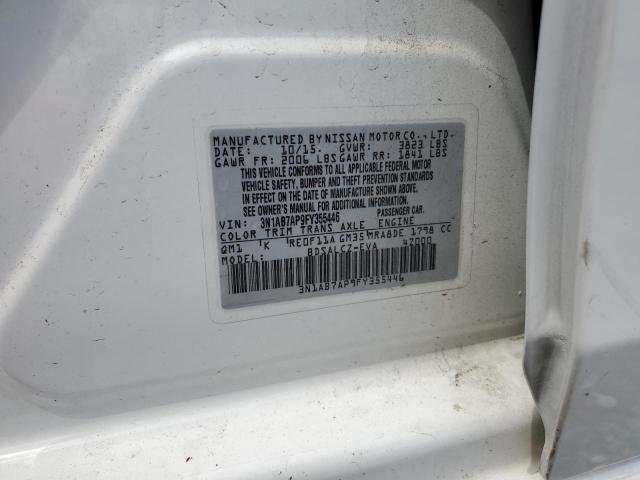 MANUFACTURED BY NISSAN MOTOR CO., LTD.
DATE: 10/15 GVWR: 3823 LBS
GAWR FR: 2006 LBS GAWR RR: 1841 LBS
THIS VEHICLE CONFORMS TO ALL APPLICABLE FEDERAL MOTOR
VEHICLE SAFETY, BUMPER AND THEFT PREVENTION STANDARDS
IN EFFECT ON THE DATE OF MANUFACTURE SHOWN ABOVE.
SEE OWNER'S MANUAL FOR ADDITIONAL INFORMATION
VIN: 3N1AB7AP9FY355446 PASSENGER CAR
COLOR TRIM TRANS AXLE ENGINE
QM1 K RE0F11A GM35 MRA8DE 1798 CC
BDSALCZ-EVA 47000
3N1AB7AP9FY355446